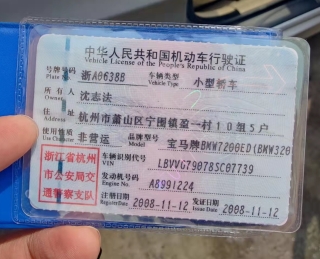 中华人民共和国机动车行驶证
Vehicle License of the People's Republic of China
号牌号码 浙A0638B 车辆类型 小型轿车
Plate No. Vehicle Type
所有人 沈志法
Owner
住址 杭州市萧山区宁围镇盈一村10组5户
Address
使用性质 非营运 品牌型号 宝马牌BMW7200ED(BMW320
Use Character Model
浙江省杭州
市公安局交
通警察支队
车辆识别代号 LBVVG79078SC07739
VIN
发动机号码 A8991224
Engine No.
注册日期 2008-11-12 发证日期 2008-11-12
Register Date Issue Date